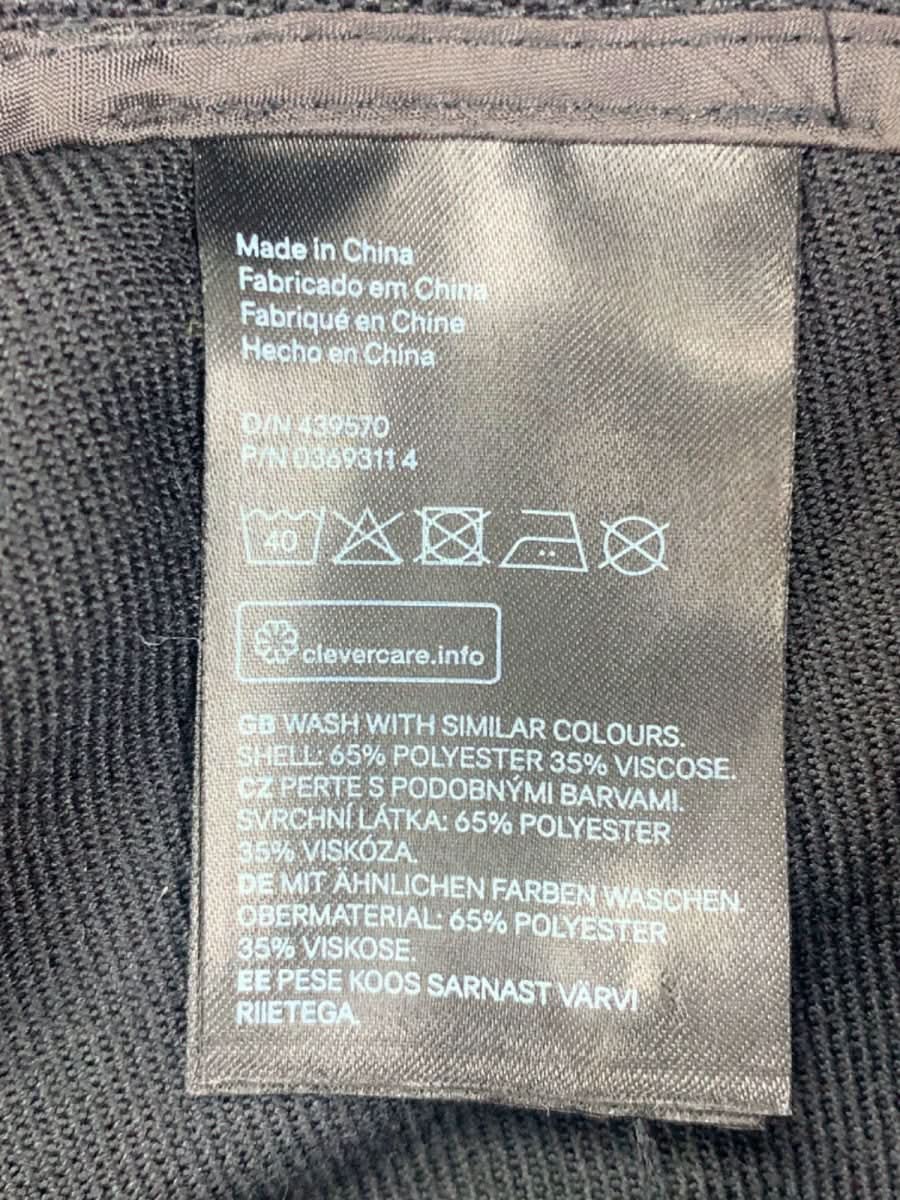 Made in China
Fabricado em China
Fabriqué en Chine
Hecho en China
O/N 439570
P/N 0369311 4
40
clevercare.info
GB WASH WITH SIMILAR COLOURS.
SHELL: 65% POLYESTER 35% VISCOSE.
CZ PERTE S PODOBNÝMI BARVAMI.
SVRCHNÍ LÁTKA: 65% POLYESTER
35% VISKÓZA.
DE MIT ÄHNLICHEN FARBEN WASCHEN.
OBERMATERIAL: 65% POLYESTER
35% VISKOSE.
EE PESE KOOS SARNAST VÄRVI
RIIETEGA.